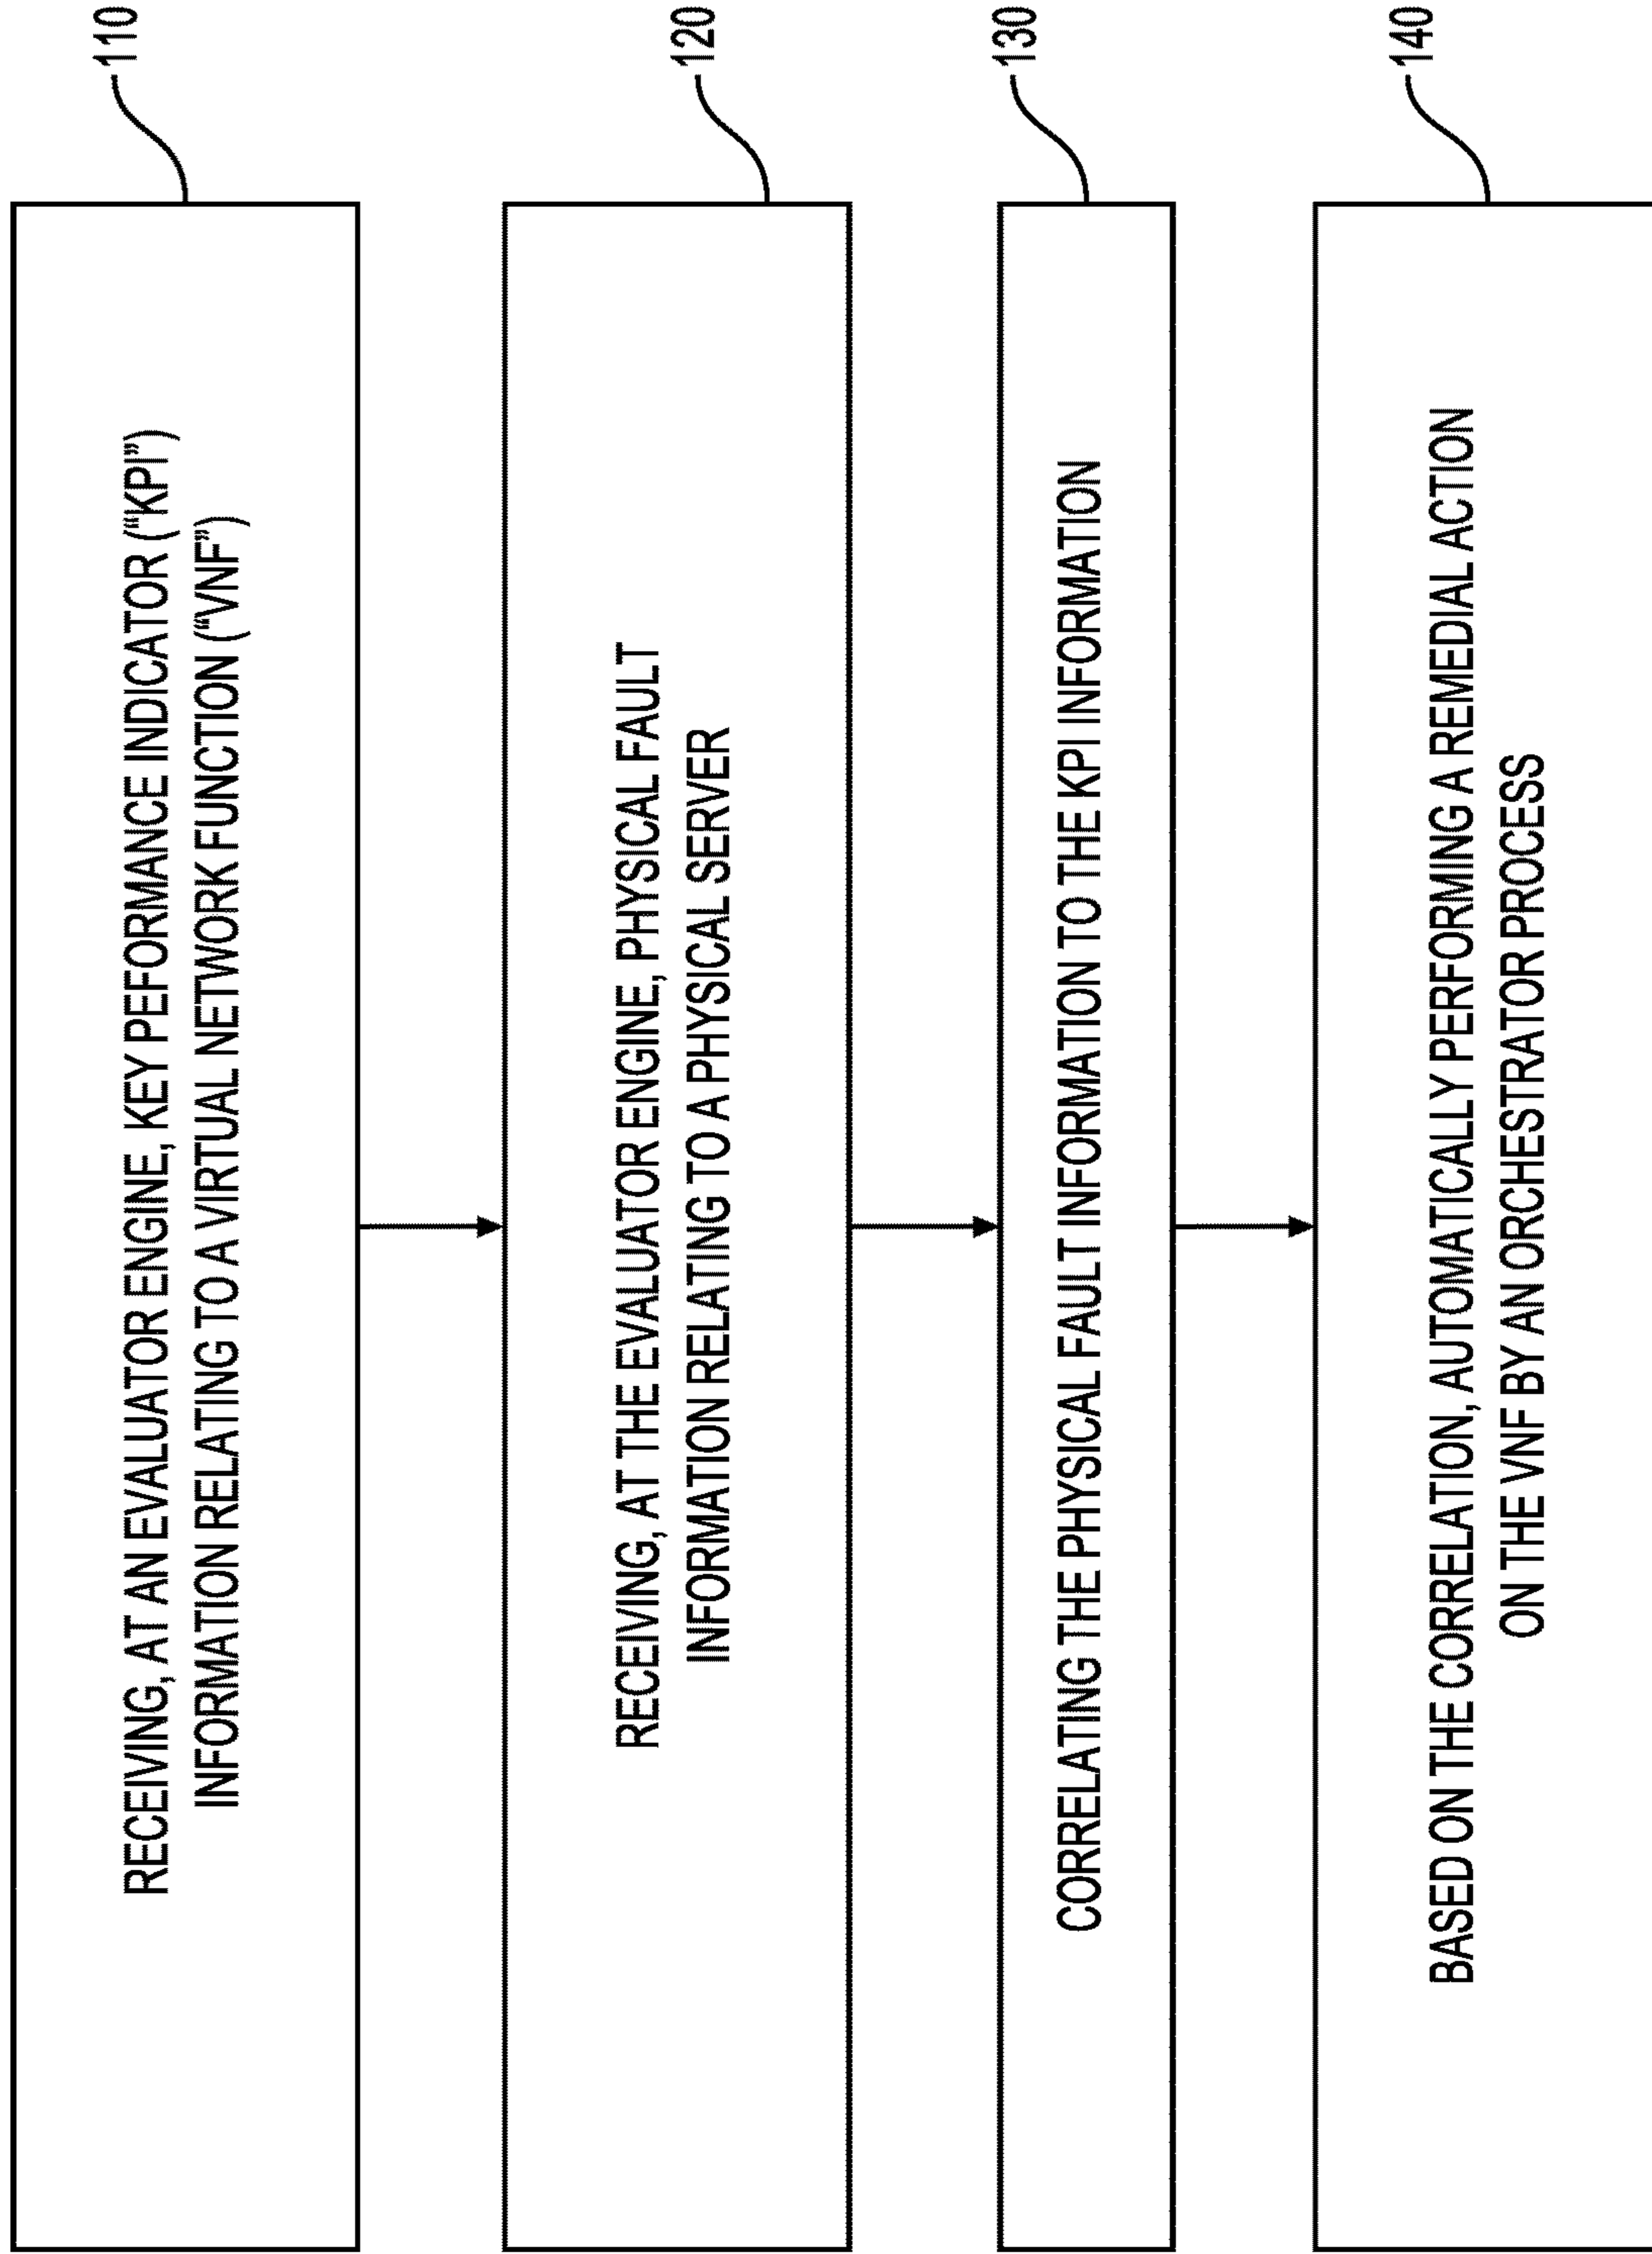 RECEIVING, AT AN EVALUATOR ENGINE, KEY PEFORMANCE INDICATOR (“KPI”)
INFORMATION RELATING TO A VIRTUAL NETWORK FUNCTION (“VNF”)
110
RECEIVING, AT THE EVALUATOR ENGINE, PHYSICAL FAULT
INFORMATION RELATING TO A PHYSICAL SERVER
120
CORRELATING THE PHYSICAL FAULT INFORMATION TO THE KPI INFORMATION
130
BASED ON THE CORRELATION, AUTOMATICALLY PERFORMING A REMEDIAL ACTION
ON THE VNF BY AN ORCHESTRATOR PROCESS
140